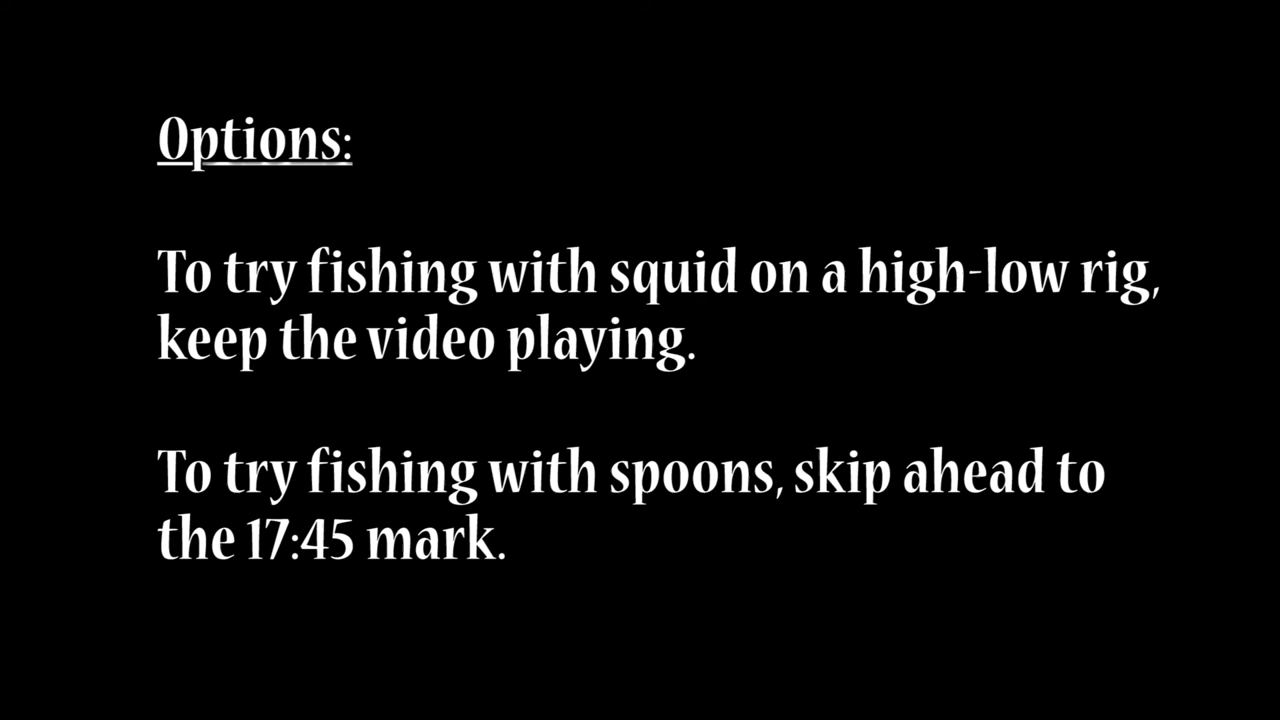 Options:
To try fishing with squid on a high-low rig,
keep the video playing.
To try fishing with spoons, skip ahead to
the 17:45 mark.